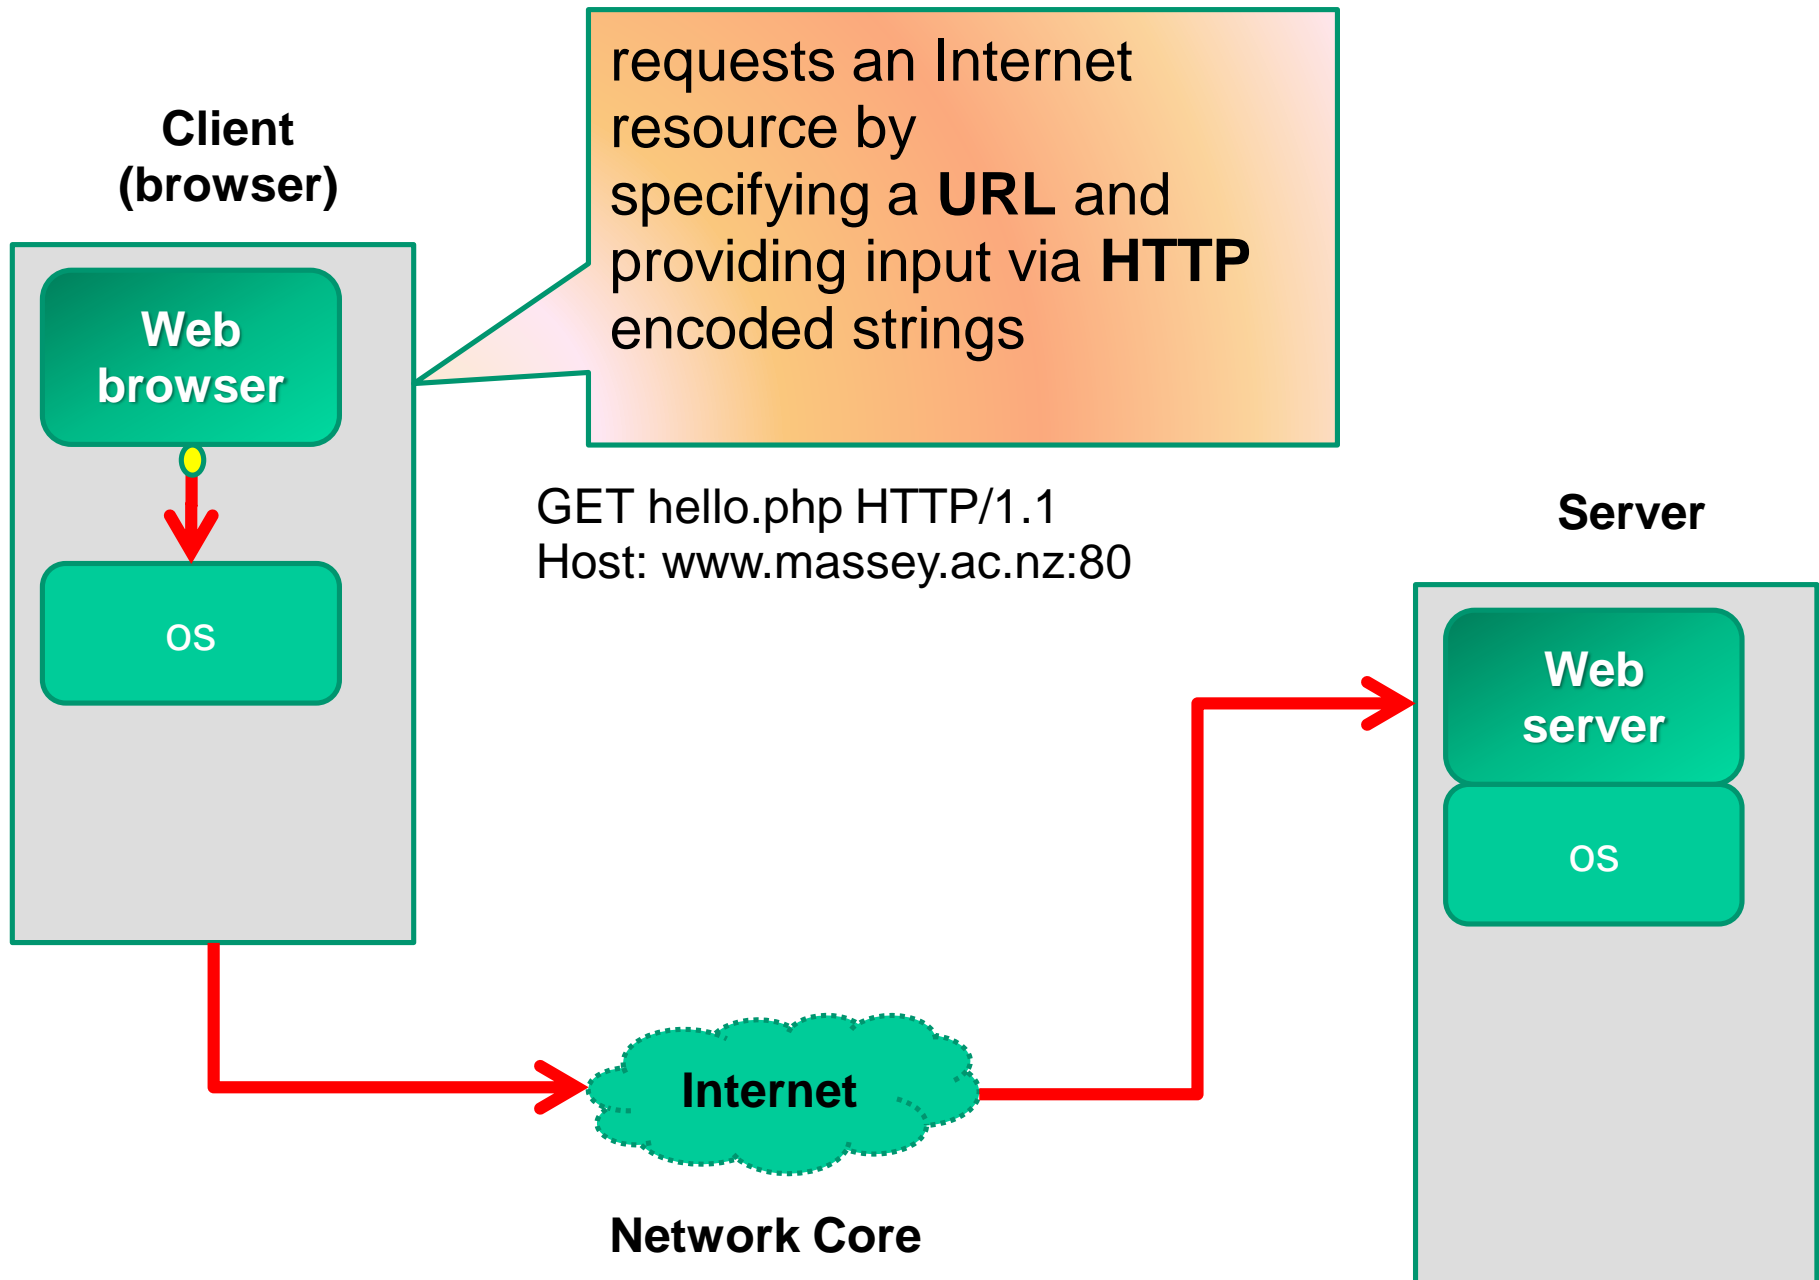 requests an Internet
resource by
specifying a URL and
providing input via HTTP
encoded strings
Client
(browser)
Web
browser
os
GET hello.php HTTP/1.1
Host: www.massey.ac.nz:80
Server
Web
server
os
Internet
Network Core